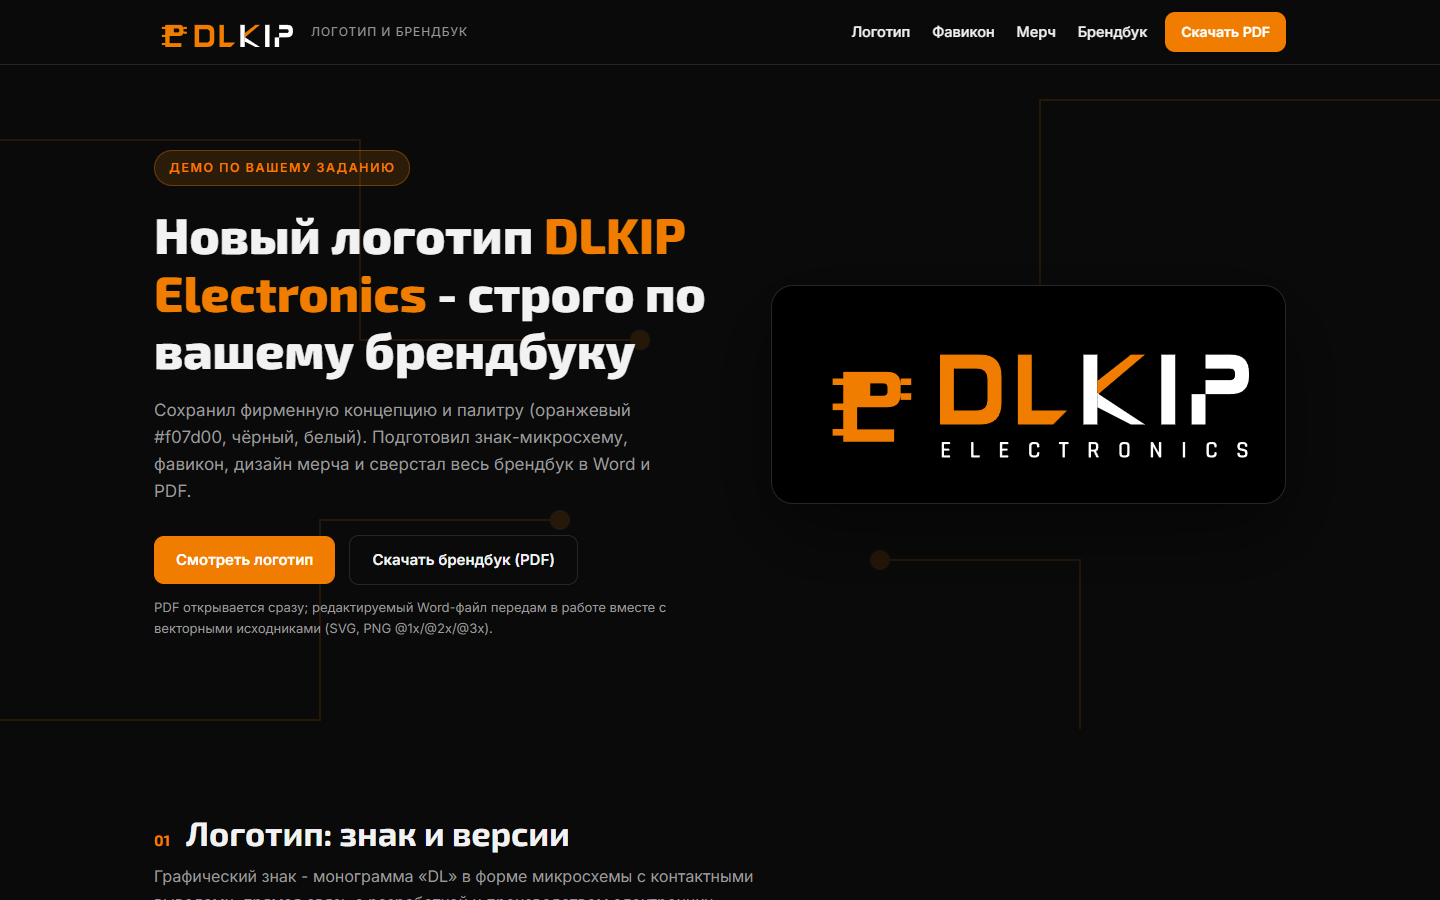 DLKIP
ЛОГОТИП И БРЕНДБУК
Логотип
Фавикон
Мерч
Брендбук
Скачать PDF
ДЕМО ПО ВАШЕМУ ЗАДАНИЮ
Новый логотип DLKIP
Electronics - строго по
вашему брендбуку
Сохранил фирменную концепцию и палитру (оранжевый
#f07d00, чёрный, белый). Подготовил знак-микросхему,
фавикон, дизайн мерча и сверстал весь брендбук в Word и
PDF.
Смотреть логотип
Скачать брендбук (PDF)
PDF открывается сразу; редактируемый Word-файл передам в работе вместе с
векторными исходниками (SVG, PNG @1x/@2x/@3x).
DLKIP
ELECTRONICS
01 Логотип: знак и версии
Графический знак - монограмма «DL» в форме микросхемы с контактными